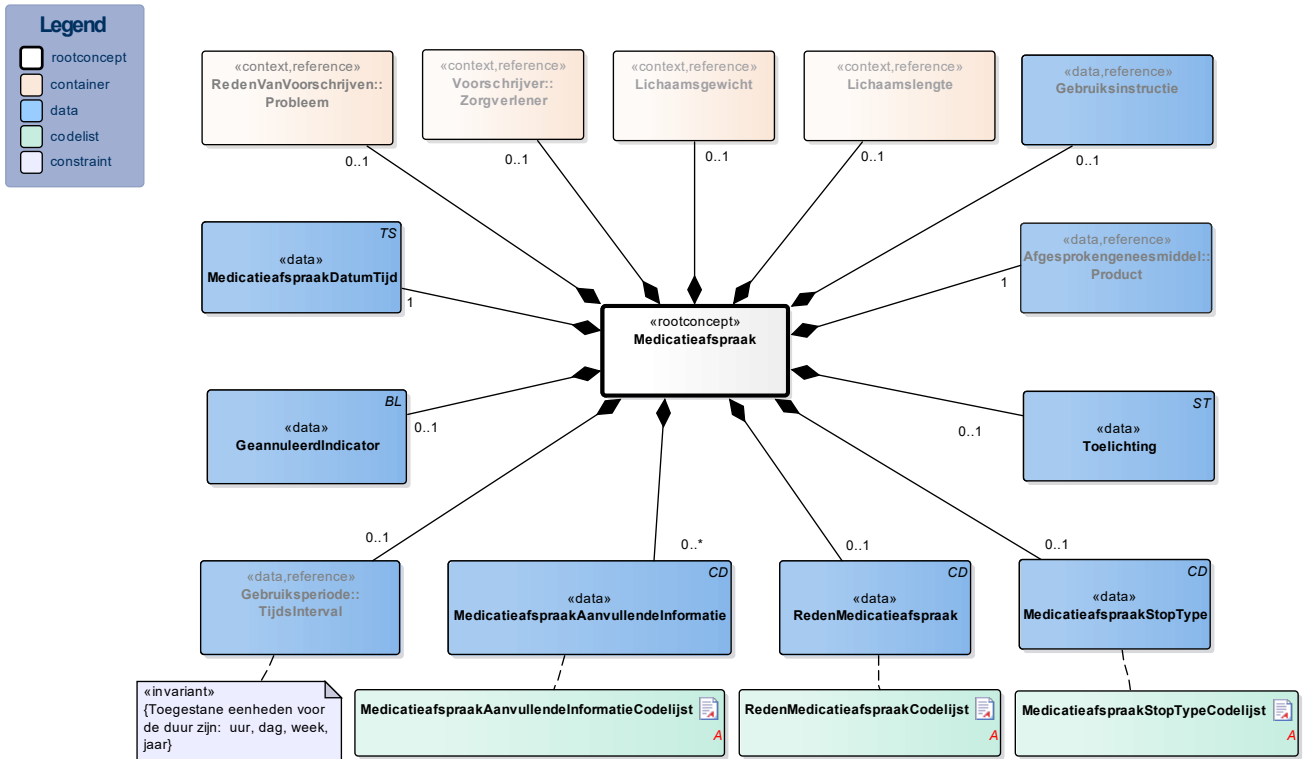 Legend
rootconcept
container
data
codelist
constraint
«context,reference»
RedenVanVoorschrijven::
Probleem
«context,reference»
Voorschrijver::
Zorgverlener
«context,reference»
Lichaamsgewicht
«context,reference»
Lichaamslengte
«data,reference»
Gebruiksinstructie
0..1
0..1
0..1
0..1
0..1
TS
«data»
MedicatieafspraakDatumTijd
1
«data,reference»
Afgesprokengeneesmiddel::
Product
1
«rootconcept»
Medicatieafspraak
BL
«data»
GeannuleerdIndicator
0..1
ST
«data»
Toelichting
0..1
0..1
0..*
0..1
0..1
«data,reference»
Gebruiksperiode::
TijdsInterval
CD
«data»
MedicatieafspraakAanvullendeInformatie
CD
«data»
RedenMedicatieafspraak
CD
«data»
MedicatieafspraakStopType
«invariant»
{Toegestane eenheden voor
de duur zijn: uur, dag, week,
jaar}
MedicatieafspraakAanvullendeInformatieCodelijst
A
RedenMedicatieafspraakCodelijst
A
MedicatieafspraakStopTypeCodelijst
A